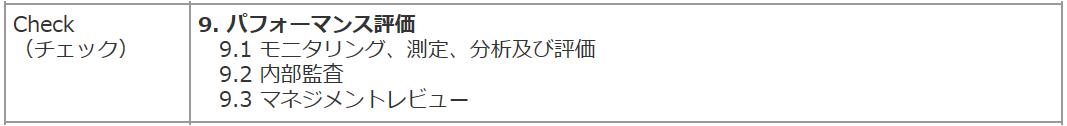 Check
（チェック）
9. パフォーマンス評価
9.1 モニタリング、測定、分析及び評価
9.2 内部監査
9.3 マネジメントレビュー